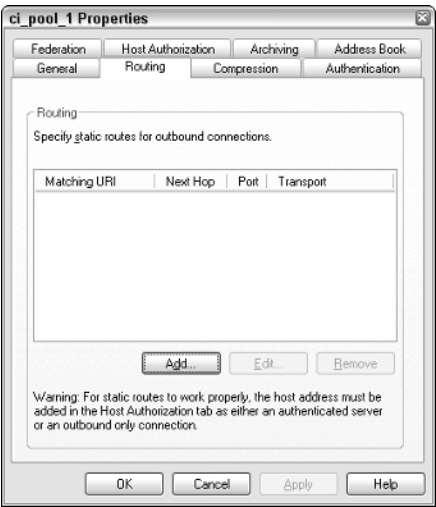 ci_pool_1 Properties
Federation Host Authorization Archiving Address Book
General Routing Compression Authentication
Routing
Specify static routes for outbound connections.
Matching URI Next Hop Port Transport
Add... Edit... Remove
Warning: For static routes to work properly, the host address must be
added in the Host Authorization tab as either an authenticated server
or an outbound only connection.
OK Cancel Apply Help